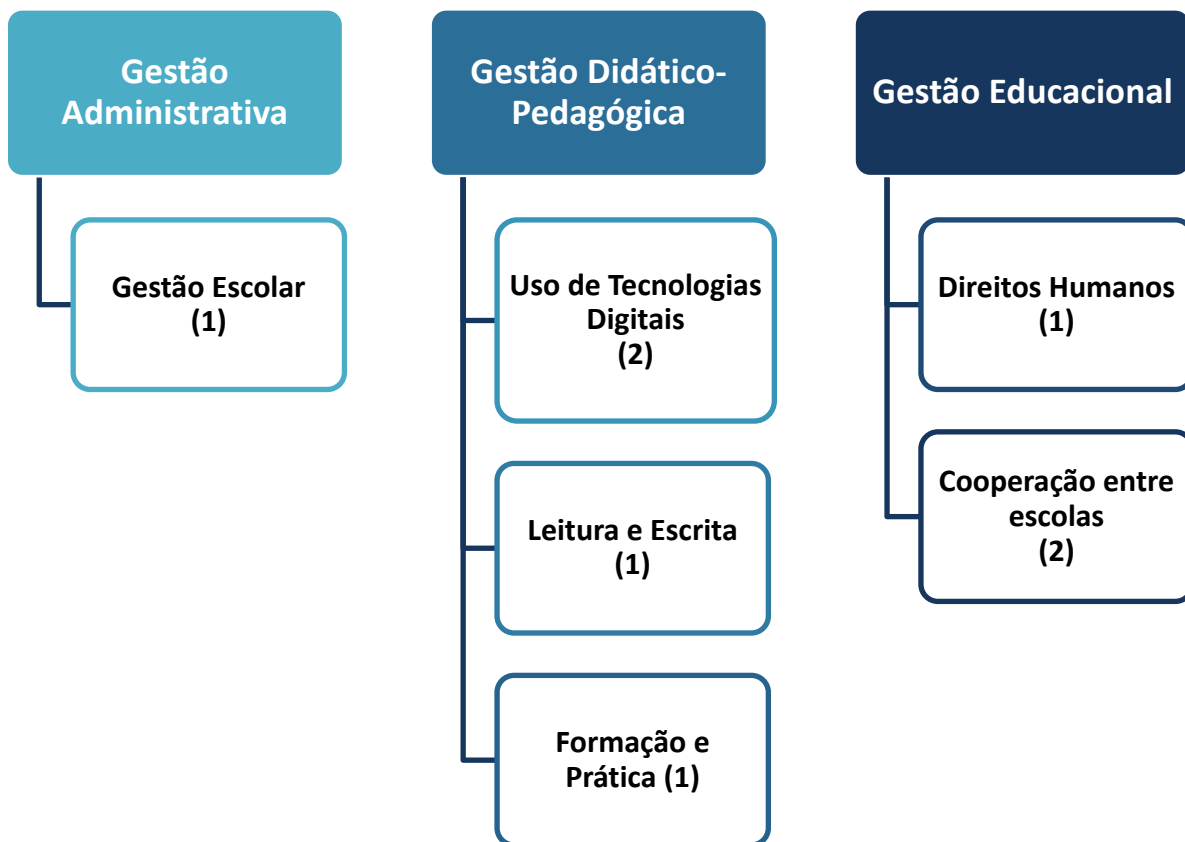 Gestão
Administrativa
Gestão Escolar
(1)
Gestão Didático-
Pedagógica
Uso de Tecnologias
Digitais
(2)
Leitura e Escrita
(1)
Formação e
Prática (1)
Gestão Educacional
Direitos Humanos
(1)
Cooperação entre
escolas
(2)